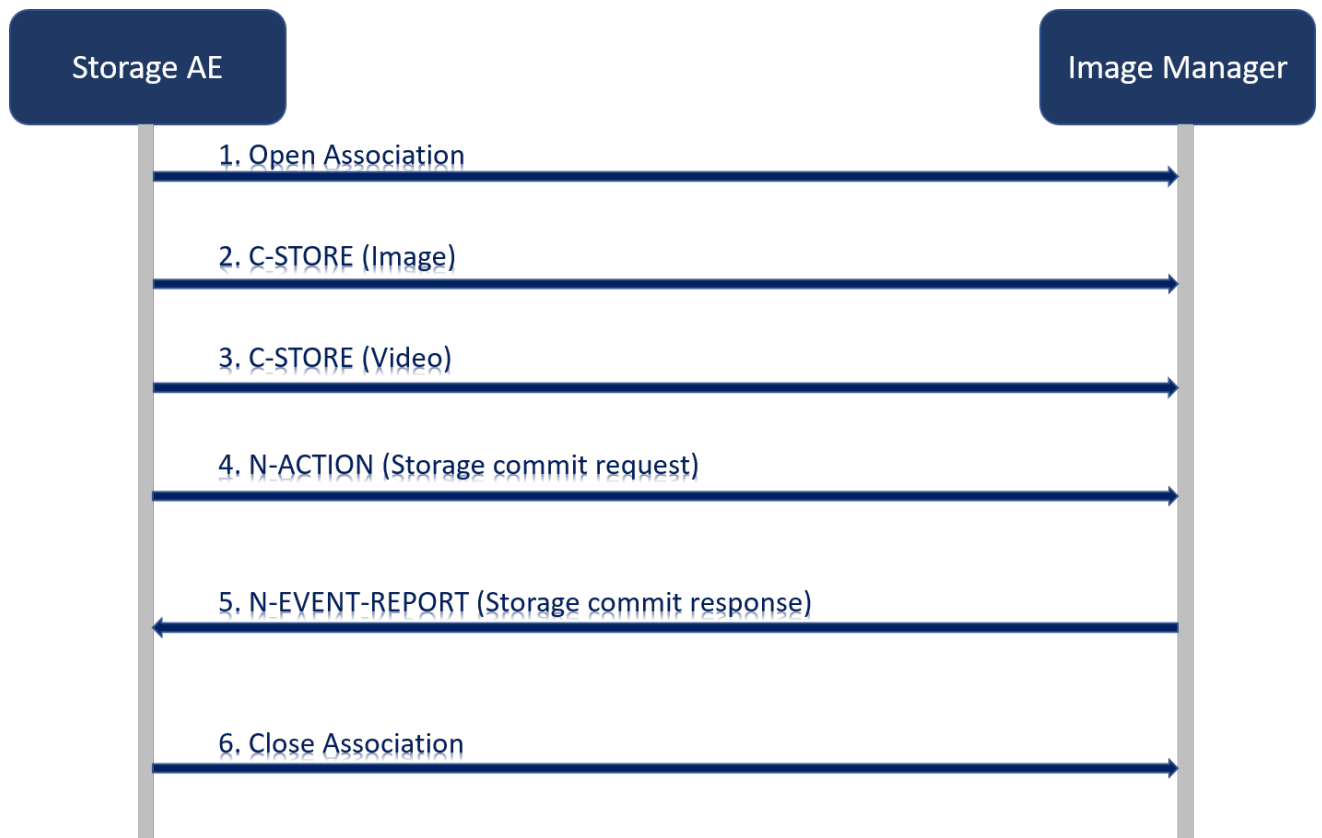 Storage AE
Image Manager
1. Open Association
2. C-STORE (Image)
3. C-STORE (Video)
4. N-ACTION (Storage commit request)
5. N-EVENT-REPORT (Storage commit response)
6. Close Association